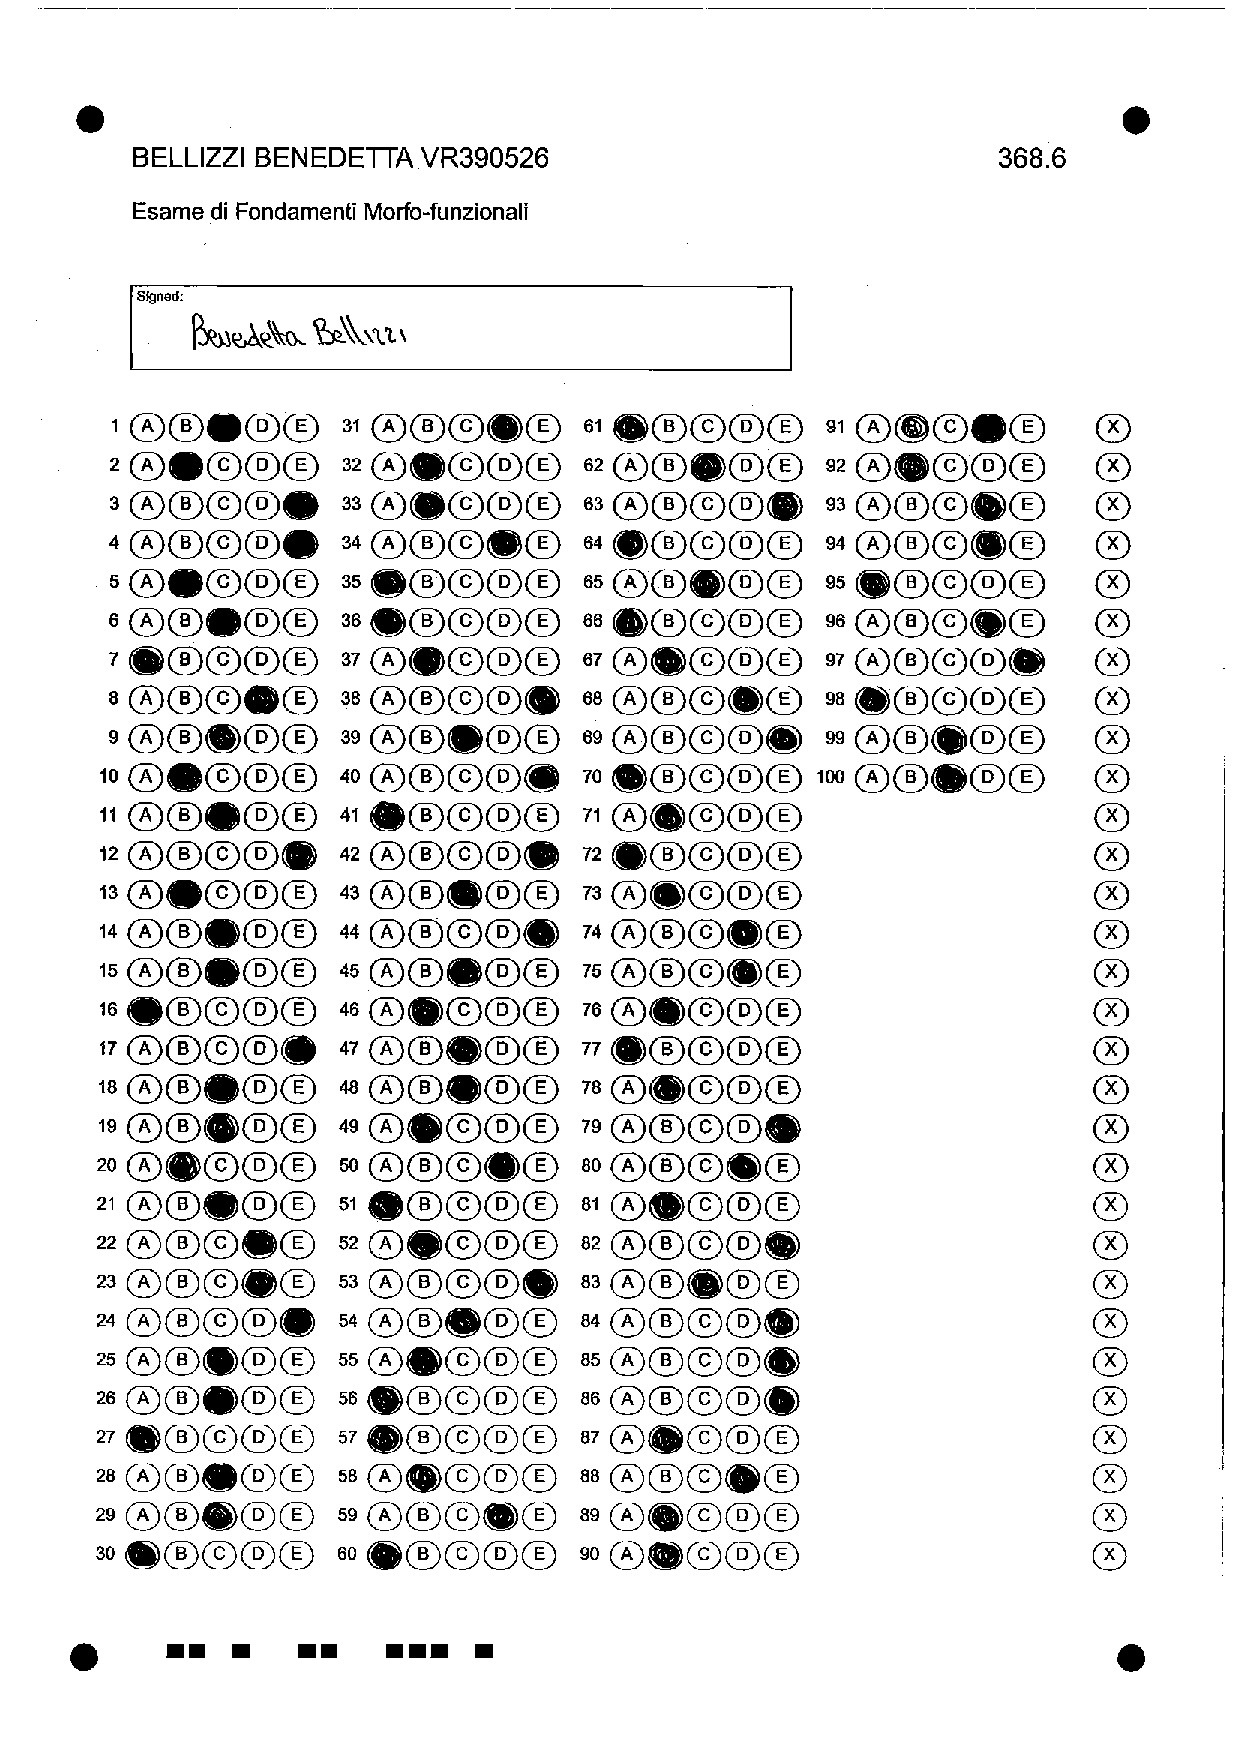 BELLIZZI BENEDETTA VR390526 368.6
Esame di Fondamenti Morfo-funzionali
Signed:
Benedetta Bellizzi
1 A B D E 31 A B C E 61 B C D E 91 A C E X
2 A C D E 32 A C D E 62 A B D E 92 A C D E X
3 A B C D 33 A C D E 63 A B C D 93 A B C E X
4 A B C D 34 A B C E 64 B C D E 94 A B C E X
5 A C D E 35 B C D E 65 A B D E 95 B C D E X
6 A B D E 36 B C D E 66 B C D E 96 A B C E X
7 B C D E 37 A C D E 67 A C D E 97 A B C D X
8 A B C E 38 A B C D 68 A B C E 98 B C D E X
9 A B D E 39 A B D E 69 A B C D 99 A B D E X
10 A C D E 40 A B C D 70 B C D E 100 A B D E X
11 A B D E 41 B C D E 71 A C D E X
12 A B C D 42 A B C D 72 B C D E X
13 A C D E 43 A B D E 73 A C D E X
14 A B D E 44 A B C D 74 A B C E X
15 A B D E 45 A B D E 75 A B C E X
16 B C D E 46 A C D E 76 A C D E X
17 A B C D 47 A B D E 77 B C D E X
18 A B D E 48 A B D E 78 A C D E X
19 A B D E 49 A C D E 79 A B C D X
20 A C D E 50 A B C E 80 A B C E X
21 A B D E 51 B C D E 81 A C D E X
22 A B C E 52 A C D E 82 A B C D X
23 A B C E 53 A B C D 83 A B D E X
24 A B C D 54 A B D E 84 A B C D X
25 A B D E 55 A C D E 85 A B C D X
26 A B D E 56 B C D E 86 A B C D X
27 B C D E 57 B C D E 87 A C D E X
28 A B D E 58 A C D E 88 A B C E X
29 A B D E 59 A B C E 89 A C D E X
30 B C D E 60 B C D E 90 A C D E X